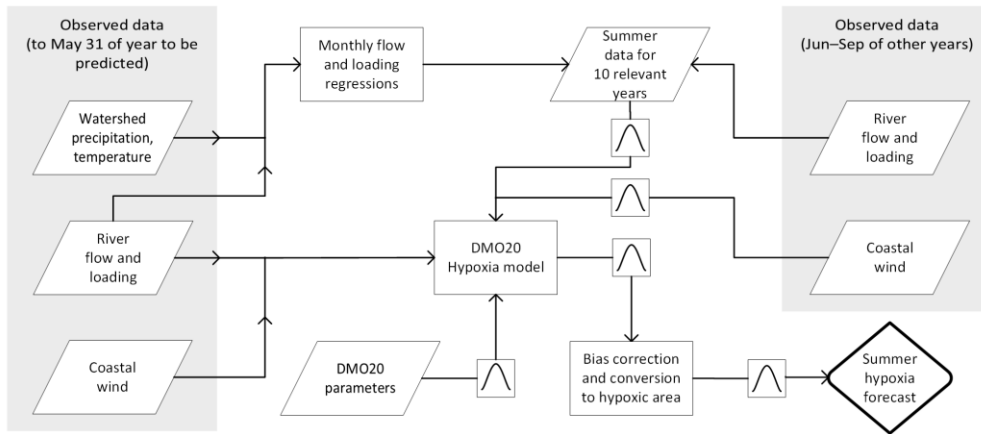 Observed data
(to May 31 of year to be
predicted)
Watershed
precipitation,
temperature
River
flow and
loading
Coastal
wind
Monthly flow
and loading
regressions
Summer
data for
10 relevant
years
DMO20
Hypoxia model
DMO20
parameters
Bias correction
and conversion
to hypoxic area
Observed data
(Jun–Sep of other years)
River
flow and
loading
Coastal
wind
Summer
hypoxia
forecast